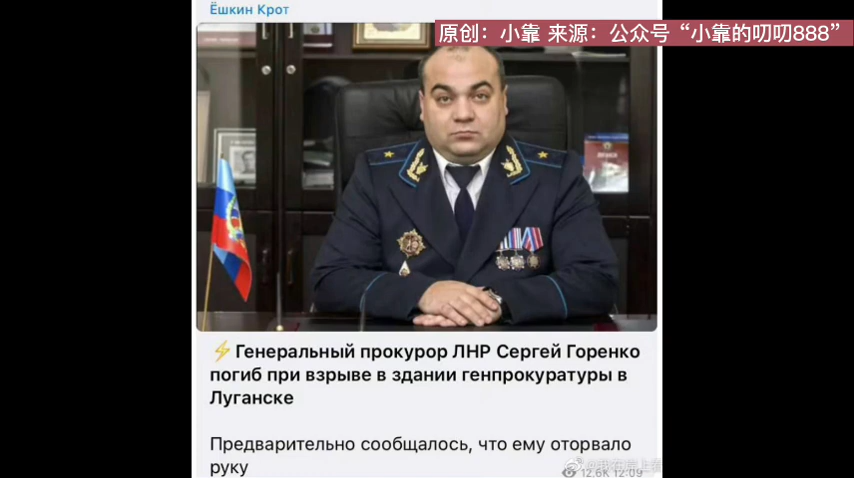 Ёшкин Крот
原创：小靠 来源：公众号“小靠的叨叨888”
⚡Генеральный прокурор ЛНР Сергей Горенко
погиб при взрыве в здании генпрокуратуры в
Луганске
Предварительно сообщалось, что ему оторвало
руку
12.6K 12:09